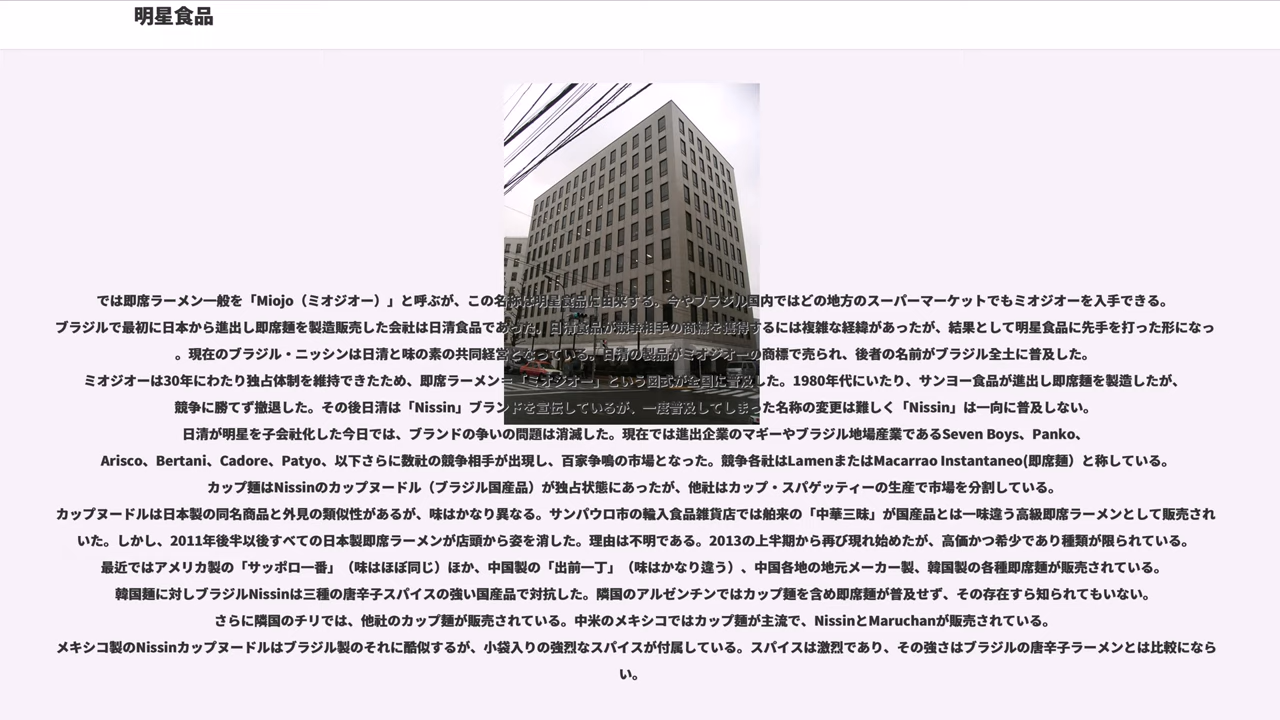 明星食品
では即席ラーメン一般を「Miojo（ミオジオー）」と呼ぶが、この名称は明星食品に由来する。今やブラジル国内ではどの地方のスーパーマーケットでもミオジオーを入手できる。
ブラジルで最初に日本から進出し即席麵を製造販売した会社は日清食品であった。日清食品が競争相手の商標を獲得するには複雑な経緯があったが、結果として明星食品に先手を打った形になっ
。現在のブラジル・ニッシンは日清と味の素の共同経営となっている。日清の製品がミオジオーの商標で売られ、後者の名前がブラジル全土に普及した。
ミオジオーは30年にわたり独占体制を維持できたため、即席ラーメン＝「ミオジオー」という図式が全国に普及した。1980年代にいたり、サンヨー食品が進出し即席麵を製造したが、
競争に勝てず撤退した。その後日清は「Nissin」ブランドを宣伝しているが、一度普及してしまった名称の変更は難しく「Nissin」は一向に普及しない。
日清が明星を子会社化した今日では、ブランドの争いの問題は消滅した。現在では進出企業のマギーやブラジル地場産業であるSeven Boys、Panko、
Arisco、Bertani、Cadore、Patyo、以下さらに数社の競争相手が出現し、百家争鳴の市場となった。競争各社はLamenまたはMacarrao Instantaneo(即席麵）と称している。
カップ麵はNissinのカップヌードル（ブラジル国産品）が独占状態にあったが、他社はカップ・スパゲッティーの生産で市場を分割している。
カップヌードルは日本製の同名商品と外見の類似性があるが、味はかなり異なる。サンパウロ市の輸入食品雑貨店では舶来の「中華三昧」が国産品とは一味違う高級即席ラーメンとして販売され
いた。しかし、2011年後半以後すべての日本製即席ラーメンが店頭から姿を消した。理由は不明である。2013の上半期から再び現れ始めたが、高価かつ希少であり種類が限られている。
最近ではアメリカ製の「サッポロ一番」（味はほぼ同じ）ほか、中国製の「出前一丁」（味はかなり違う）、中国各地の地元メーカー製、韓国製の各種即席麵が販売されている。
韓国麵に対しブラジルNissinは三種の唐辛子スパイスの強い国産品で対抗した。隣国のアルゼンチンではカップ麵を含め即席麵が普及せず、その存在すら知られてもいない。
さらに隣国のチリでは、他社のカップ麵が販売されている。中米のメキシコではカップ麵が主流で、NissinとMaruchanが販売されている。
メキシコ製のNissinカップヌードルはブラジル製のそれに酷似するが、小袋入りの強烈なスパイスが付属している。スパイスは激烈であり、その強さはブラジルの唐辛子ラーメンとは比較になら
い。